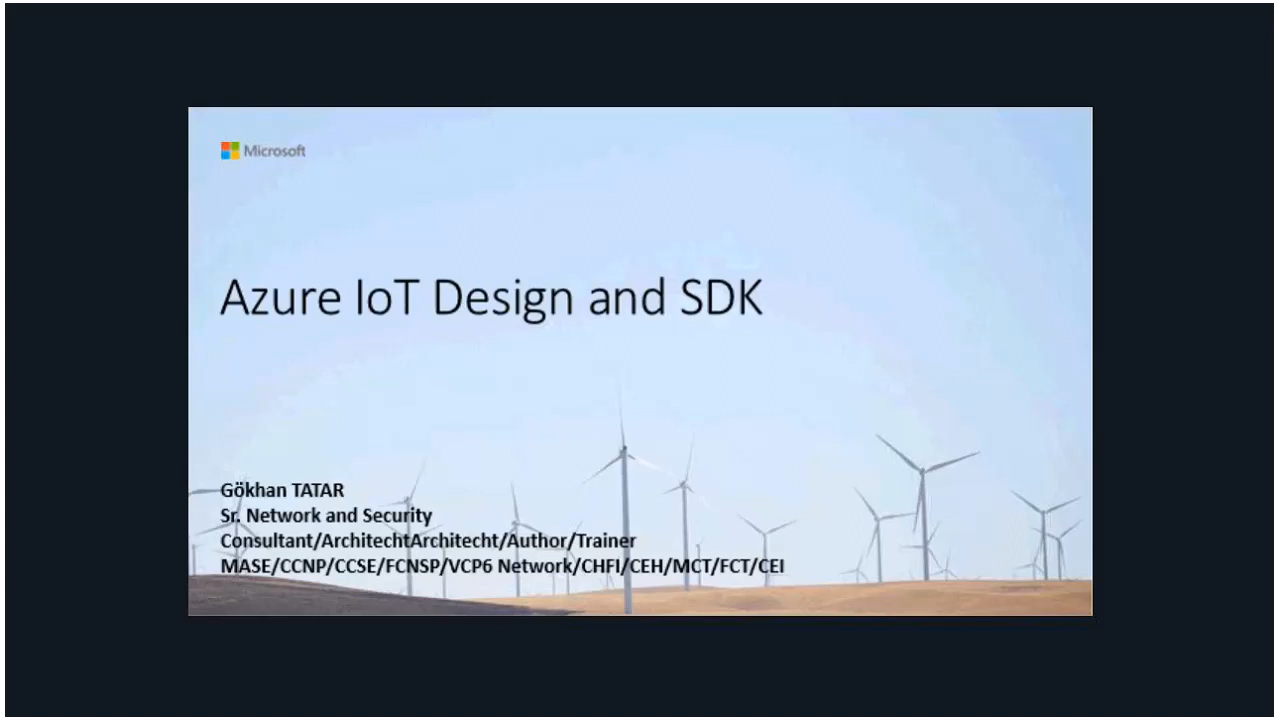 Microsoft
Azure IoT Design and SDK
Gökhan TATAR
Sr. Network and Security
Consultant/ArchitechtArchitecht/Author/Trainer
MASE/CCNP/CCSE/FCNSP/VCP6 Network/CHFI/CEH/MCT/FCT/CEI